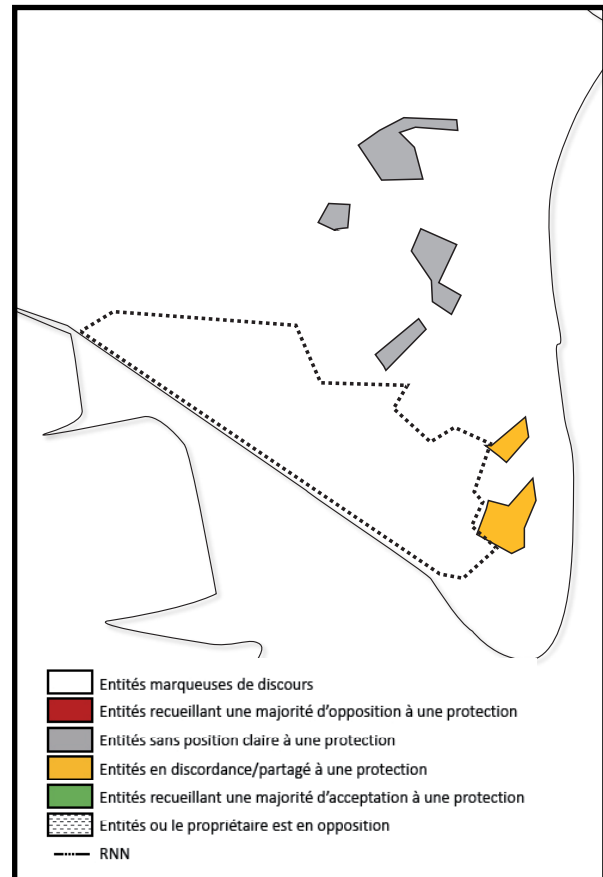 Entités marqueuses de discours
Entités recueillant une majorité d'opposition à une protection
Entités sans position claire à une protection
Entités en discordance/partagé à une protection
Entités recueillant une majorité d'acceptation à une protection
Entités ou le propriétaire est en opposition
RNN